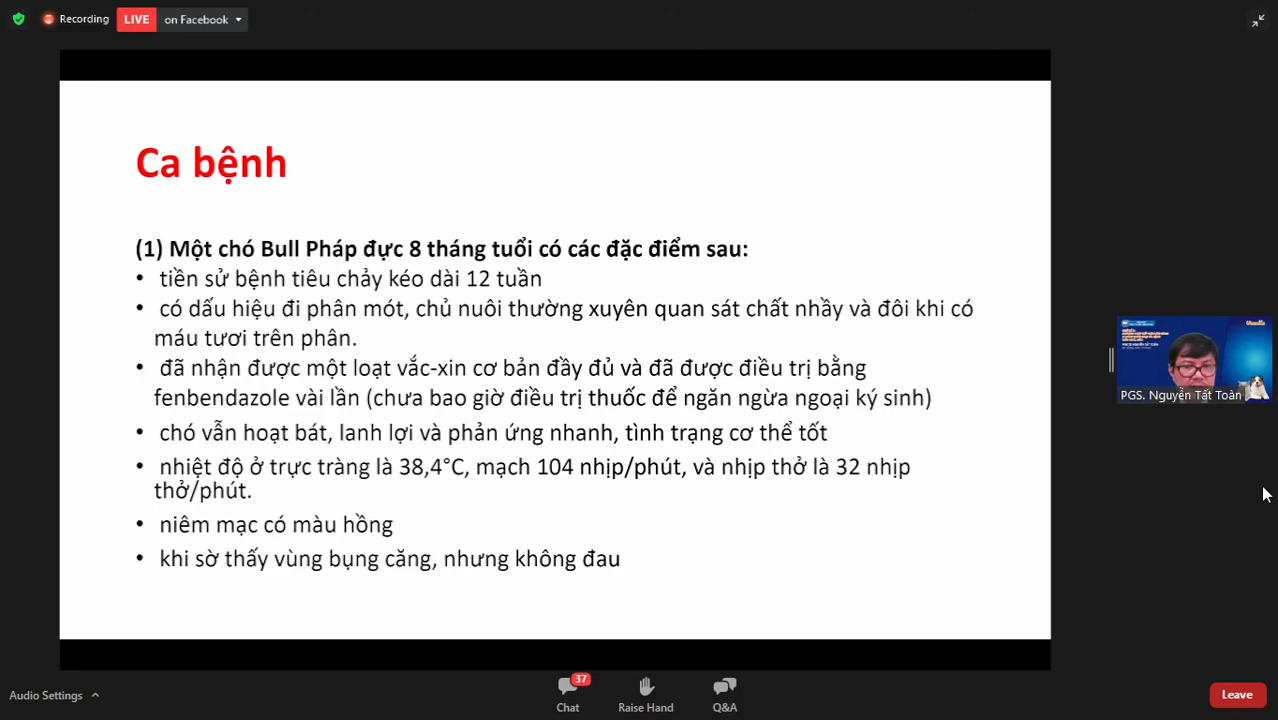 Recording LIVE on Facebook
Ca bệnh
(1) Một chó Bull Pháp đực 8 tháng tuổi có các đặc điểm sau:
• tiền sử bệnh tiêu chảy kéo dài 12 tuần
• có dấu hiệu đi phân mót, chủ nuôi thường xuyên quan sát chất nhầy và đôi khi có
máu tươi trên phân.
• đã nhận được một loạt vắc-xin cơ bản đầy đủ và đã được điều trị bằng
fenbendazole vài lần (chưa bao giờ điều trị thuốc để ngăn ngừa ngoại ký sinh)
• chó vẫn hoạt bát, lanh lợi và phản ứng nhanh, tình trạng cơ thể tốt
• nhiệt độ ở trực tràng là 38,4°C, mạch 104 nhịp/phút, và nhịp thở là 32 nhịp
thở/phút.
• niêm mạc có màu hồng
• khi sờ thấy vùng bụng căng, nhưng không đau
PGS. Nguyễn Tất Toàn
Audio Settings
37
Chat Raise Hand Q&A
Leave